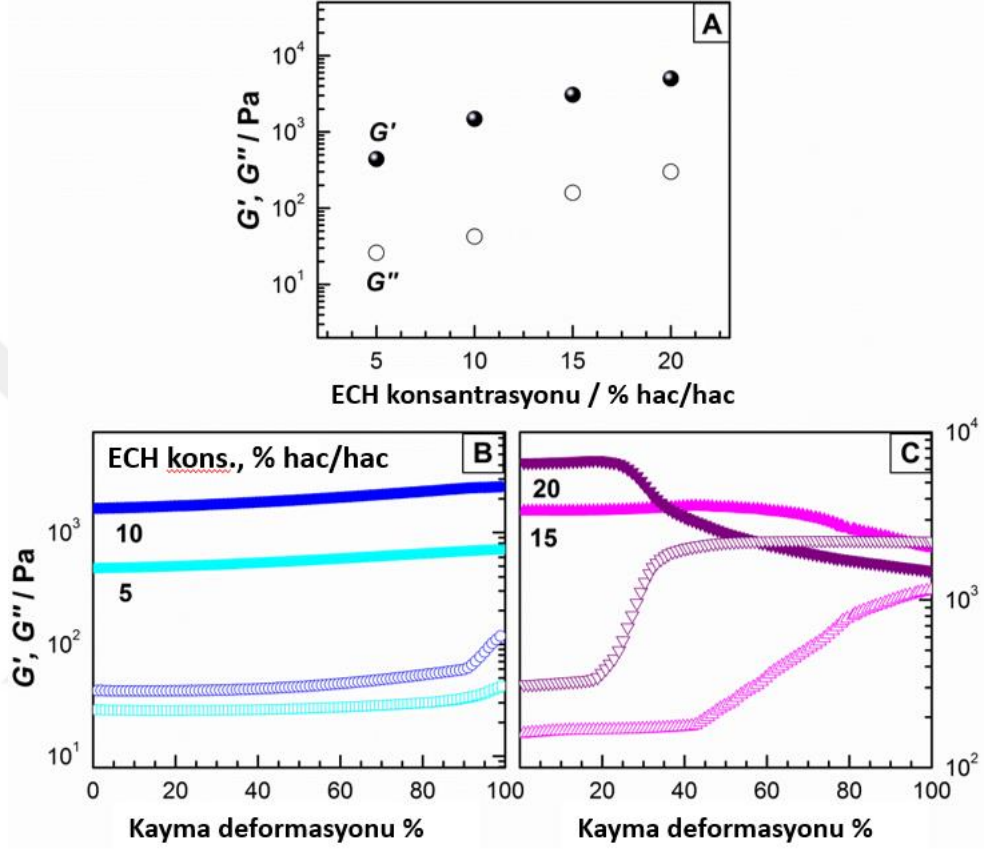 A
G', G" / Pa
10⁴
10³
10²
10¹
G'
G"
5 10 15 20
ECH konsantrasyonu / % hac/hac
B
ECH kons., % hac/hac
G', G" / Pa
10³
10²
10¹
10
5
0 20 40 60 80 100
Kayma deformasyonu %
C
20
15
10⁴
10³
10²
20 40 60 80 100
Kayma deformasyonu %